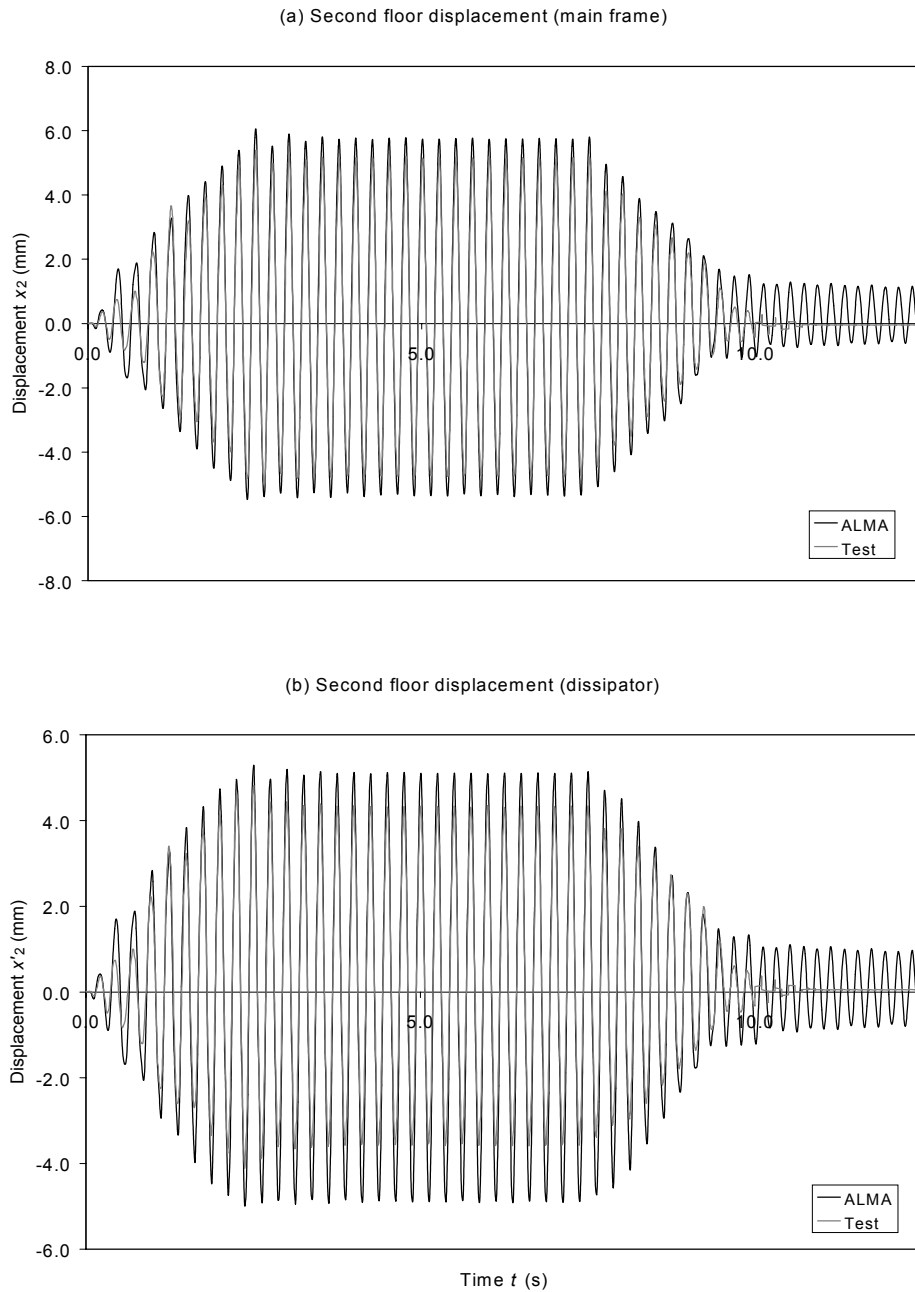 (a) Second floor displacement (main frame)
8.0
6.0
4.0
2.0
0.0
-2.0
-4.0
-6.0
-8.0
0.0
5.0
10.0
Displacement x2 (mm)
ALMA
Test
(b) Second floor displacement (dissipator)
6.0
4.0
2.0
0.0
-2.0
-4.0
-6.0
0.0
5.0
10.0
Displacement x'2 (mm)
ALMA
Test
Time t (s)